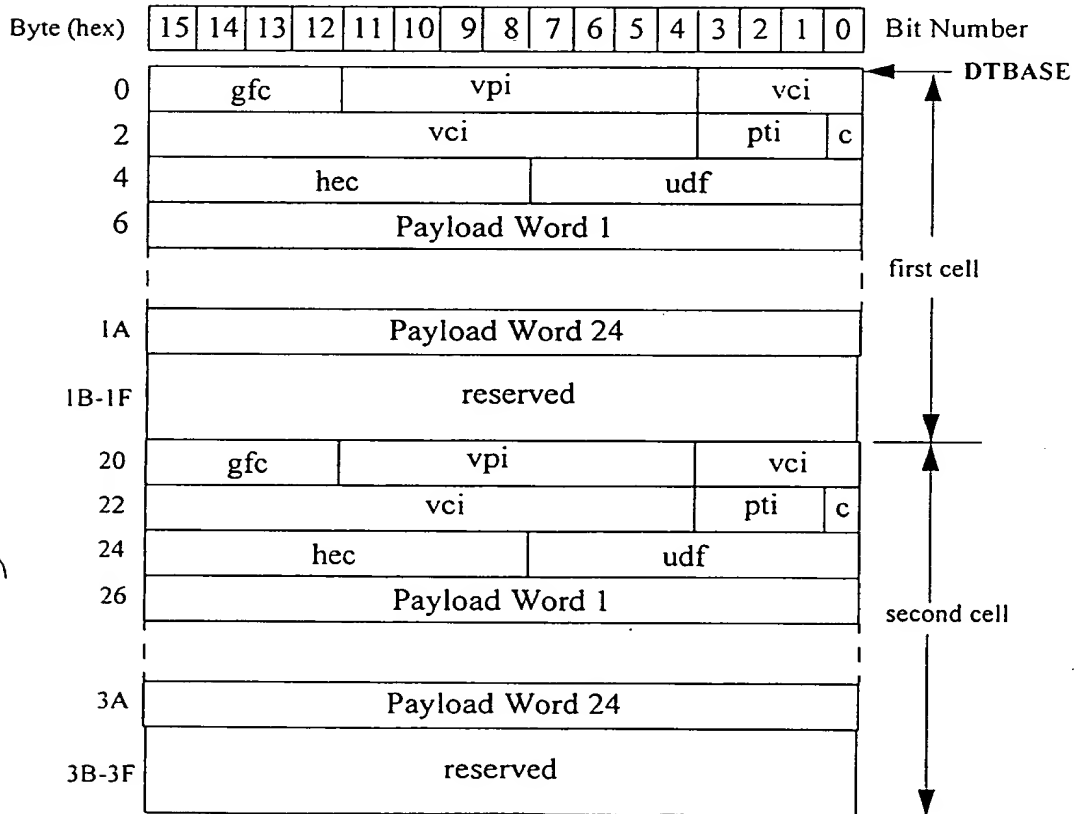 Byte (hex) 15 14 13 12 11 10 9 8 7 6 5 4 3 2 1 0 Bit Number
DTBASE
0 gfc vpi vci
2 vci pti c
4 hec udf
6 Payload Word 1
first cell
1A Payload Word 24
1B-1F reserved
20 gfc vpi vci
22 vci pti c
24 hec udf
26 Payload Word 1
second cell
3A Payload Word 24
3B-3F reserved